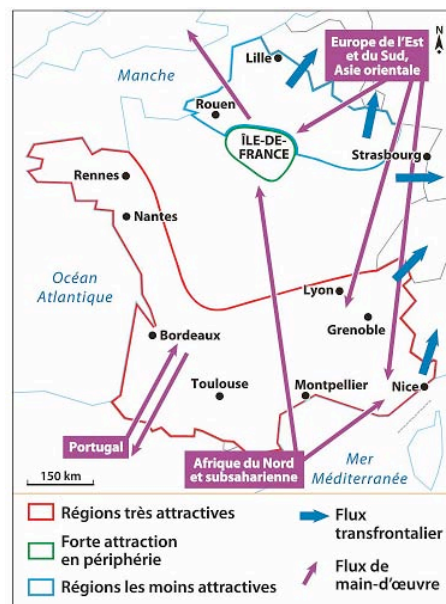 Europe de l'Est
et du Sud,
Asie orientale
N
Manche
Lille
Rouen
ÎLE-DE-
FRANCE
Strasbourg
Rennes
Nantes
Océan
Atlantique
Lyon
Grenoble
Bordeaux
Toulouse
Montpellier
Nice
Portugal
Afrique du Nord
et subsaharienne
Mer
Méditerranée
150 km
Régions très attractives
Forte attraction
en périphérie
Régions les moins attractives
Flux
transfrontalier
Flux de
main-d'œuvre